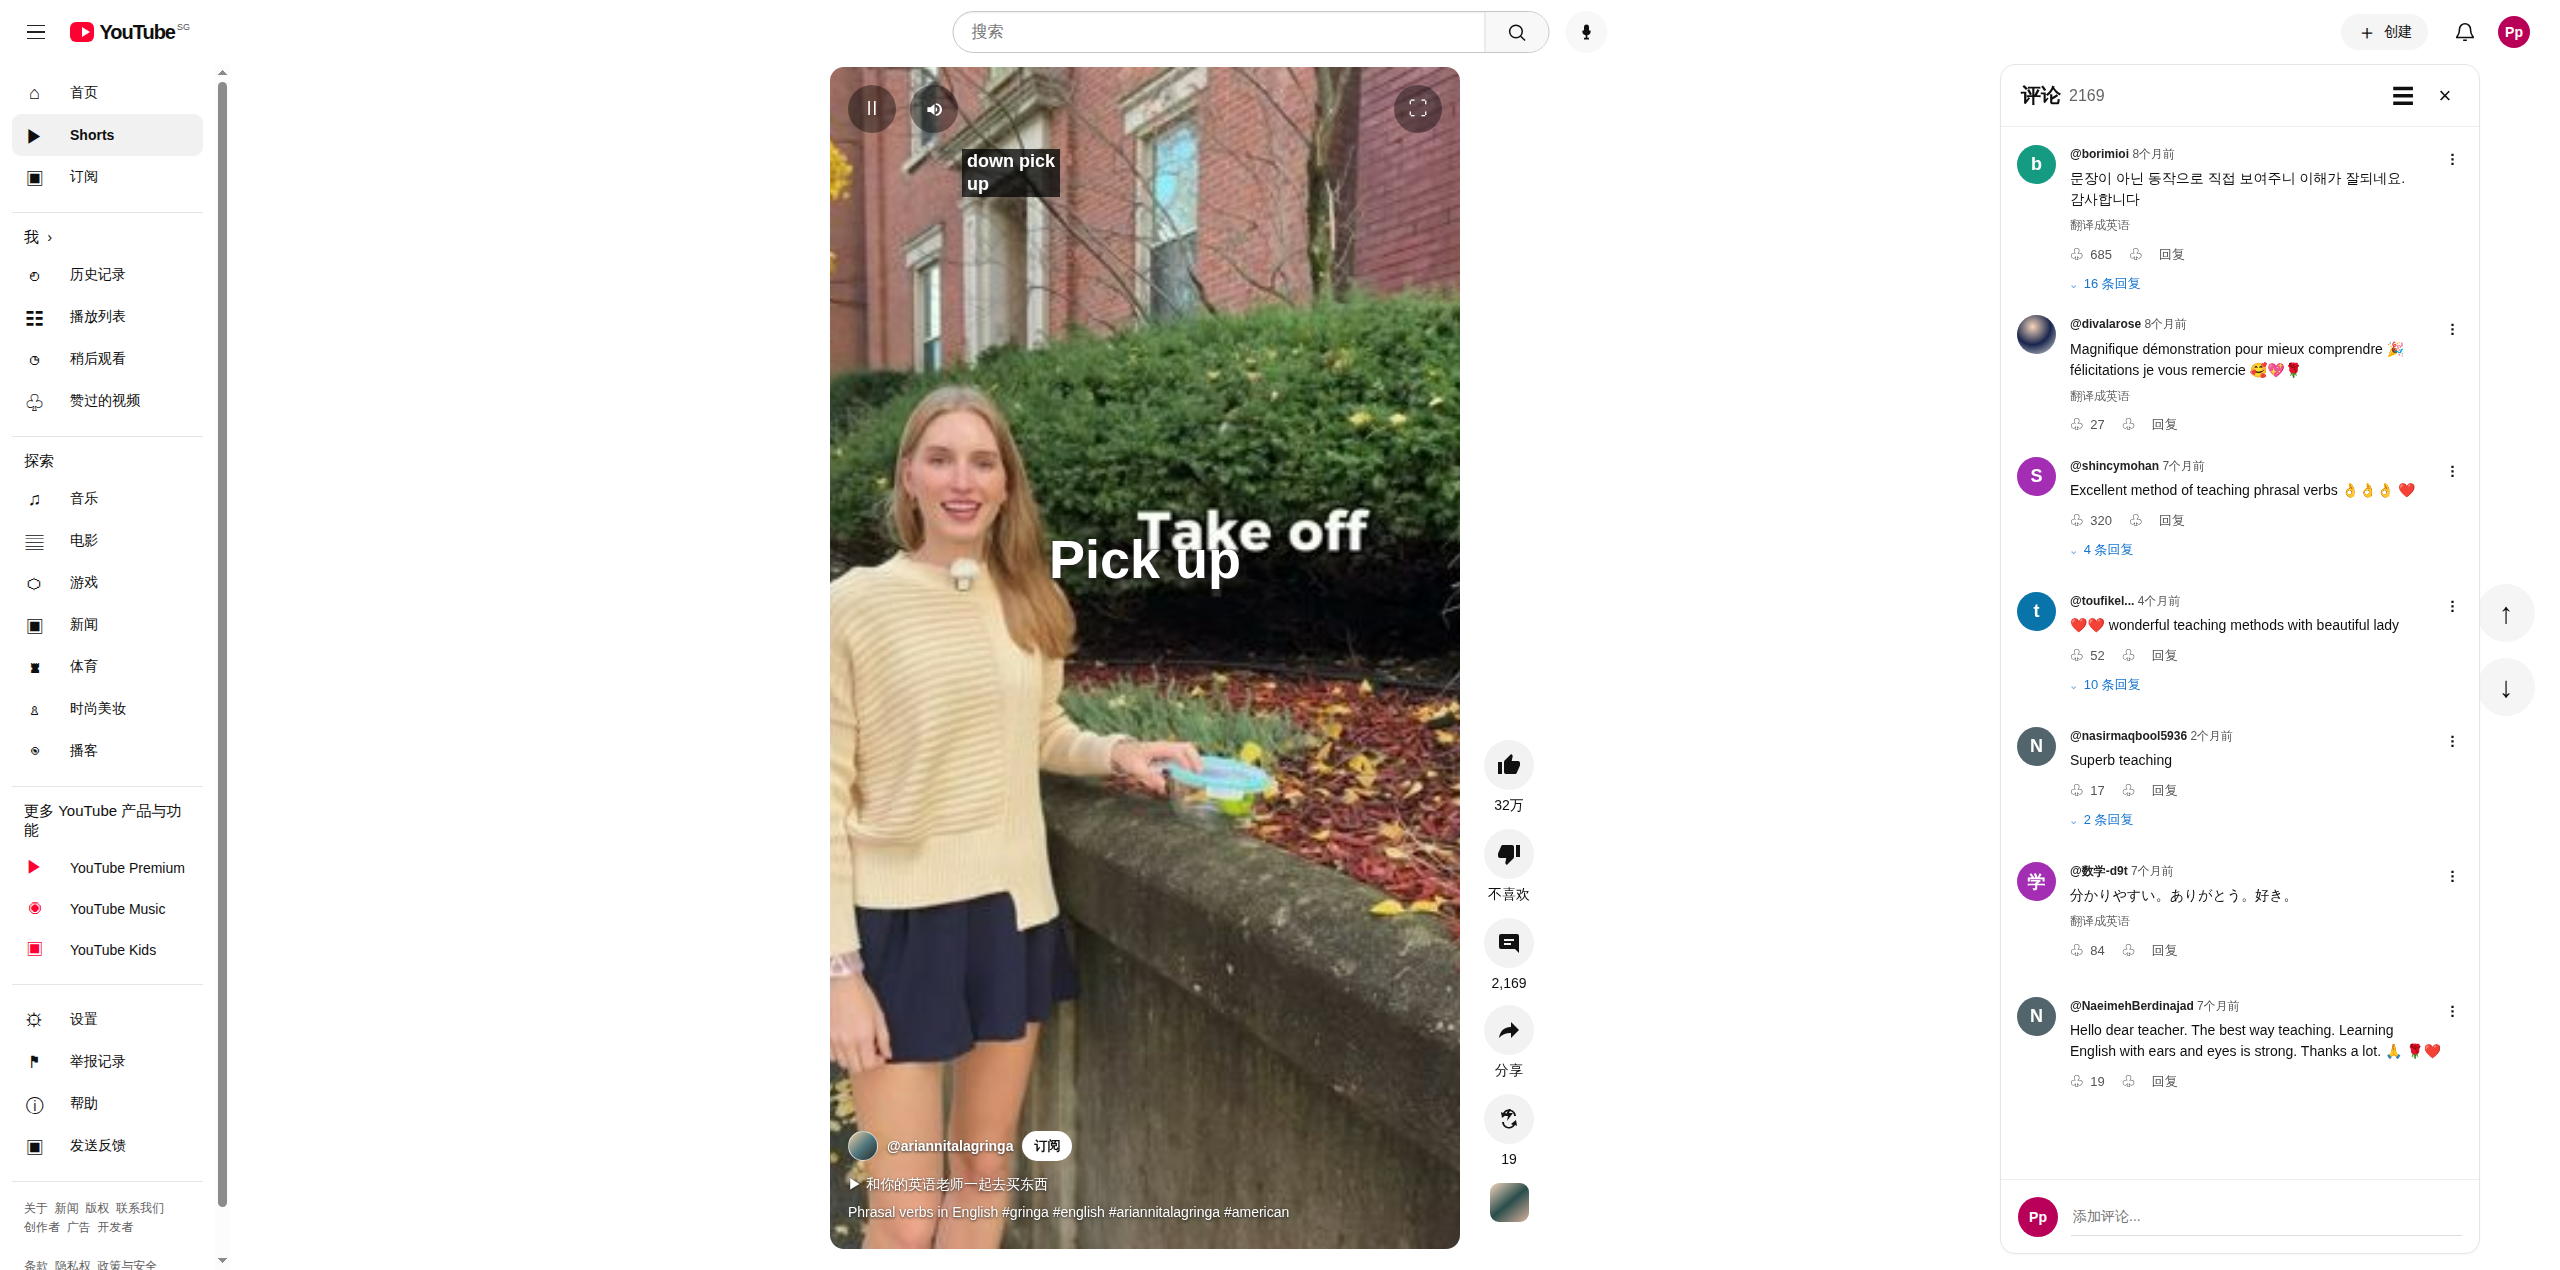 YouTube SG
搜索
创建
Pp
首页
Shorts
订阅
我
历史记录
播放列表
稍后观看
赞过的视频
探索
音乐
电影
游戏
新闻
体育
时尚美妆
播客
更多 YouTube 产品与功
能
YouTube Premium
YouTube Music
YouTube Kids
设置
举报记录
帮助
发送反馈
关于 新闻 版权 联系我们
创作者 广告 开发者
条款 隐私权 政策与安全
down pick
up
Take off
Pick up
@ariannitalagringa 订阅
和你的英语老师一起去买东西
Phrasal verbs in English #gringa #english #ariannitalagringa #american
32万
不喜欢
2,169
分享
19
评论 2169
b
@borimioi 8个月前
문장이 아닌 동작으로 직접 보여주니 이해가 잘되네요.
감사합니다
翻译成英语
685 回复
16 条回复
@divalarose 8个月前
Magnifique démonstration pour mieux comprendre 🎉
félicitations je vous remercie 🥰💖🌹
翻译成英语
27 回复
S
@shincymohan 7个月前
Excellent method of teaching phrasal verbs 👌👌👌 ❤️
320 回复
4 条回复
t
@toufikel... 4个月前
❤️❤️ wonderful teaching methods with beautiful lady
52 回复
10 条回复
N
@nasirmaqbool5936 2个月前
Superb teaching
17 回复
2 条回复
学
@数学-d9t 7个月前
分かりやすい。ありがとう。好き。
翻译成英语
84 回复
N
@NaeimehBerdinajad 7个月前
Hello dear teacher. The best way teaching. Learning
English with ears and eyes is strong. Thanks a lot. 🙏 🌹❤️
19 回复
Pp
添加评论...